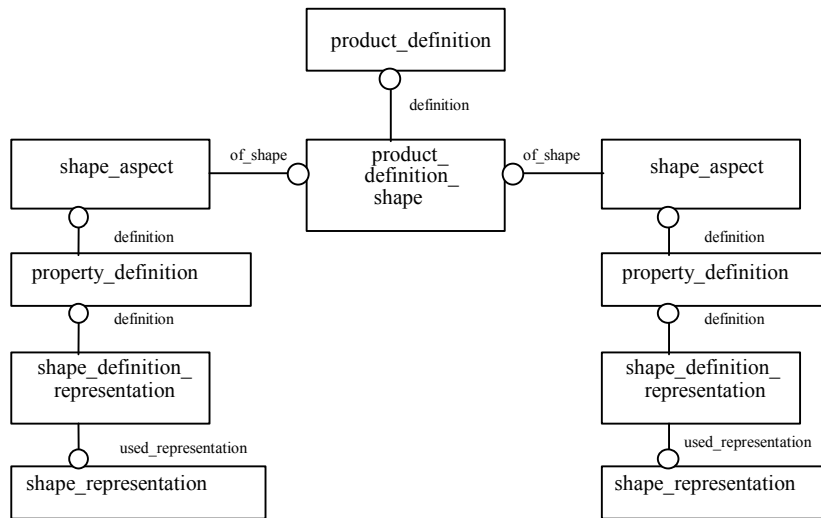 product_definition
definition
of_shape
product_
definition_
shape
of_shape
shape_aspect
shape_aspect
definition
definition
property_definition
property_definition
definition
definition
shape_definition_
representation
shape_definition_
representation
used_representation
used_representation
shape_representation
shape_representation